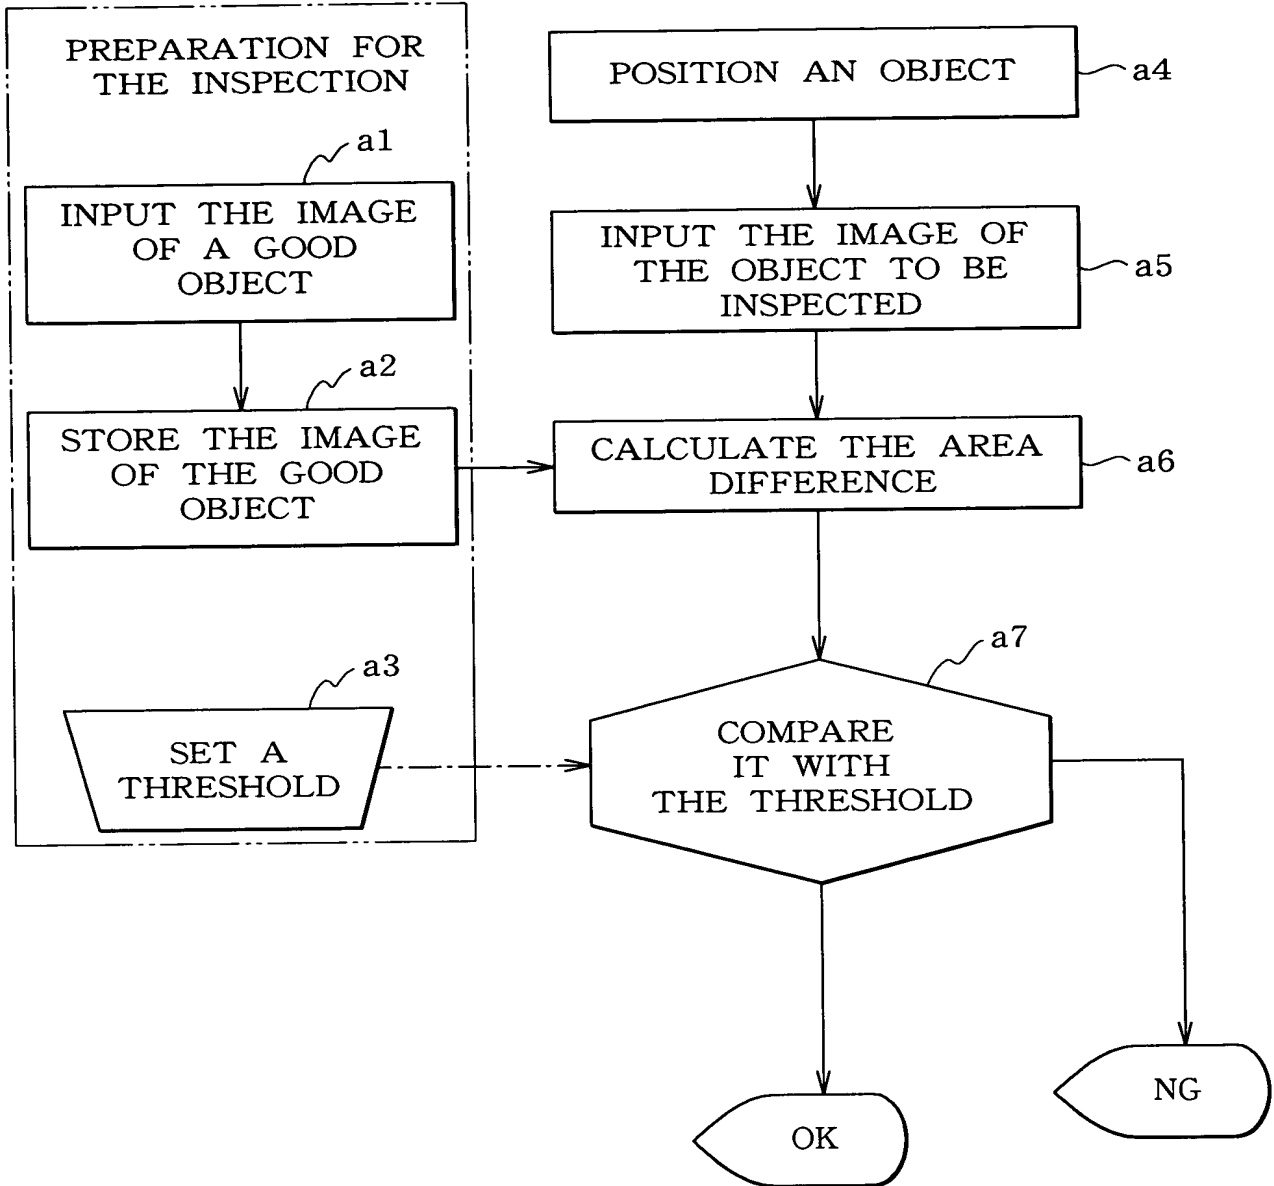 PREPARATION FOR
THE INSPECTION
a1
INPUT THE IMAGE
OF A GOOD
OBJECT
a2
STORE THE IMAGE
OF THE GOOD
OBJECT
a3
SET A
THRESHOLD
POSITION AN OBJECT
a4
INPUT THE IMAGE OF
THE OBJECT TO BE
INSPECTED
a5
CALCULATE THE AREA
DIFFERENCE
a6
a7
COMPARE
IT WITH
THE THRESHOLD
NG
OK